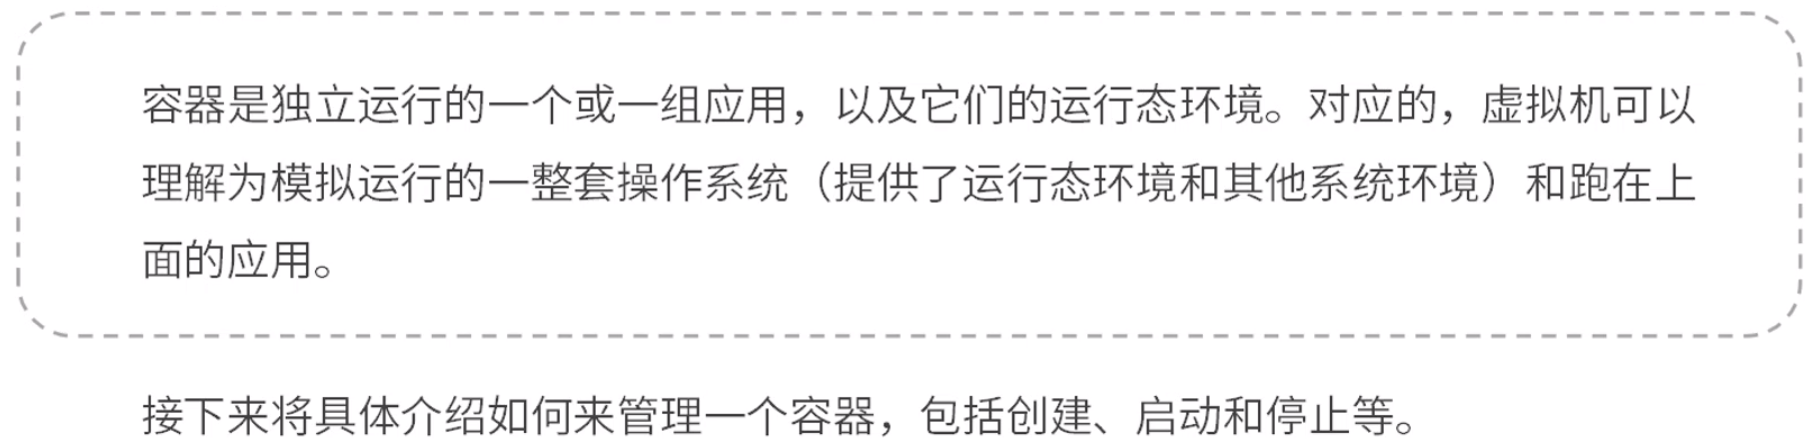 容器是独立运行的一个或一组应用，以及它们的运行态环境。对应的，虚拟机可以
理解为模拟运行的一整套操作系统（提供了运行态环境和其他系统环境）和跑在上
面的应用。
接下来将具体介绍如何来管理一个容器，包括创建、启动和停止等。